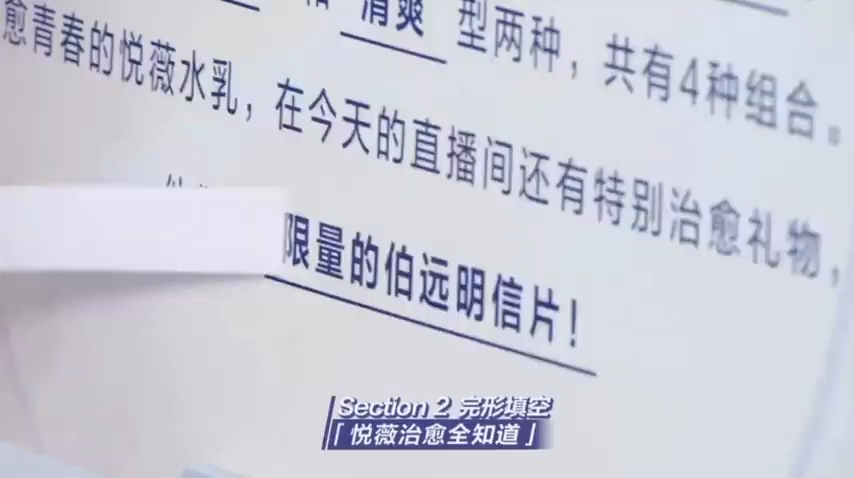 清爽 型两种，共有4种组合。
愈青春的悦薇水乳，在今天的直播间还有特别治愈礼物，
限量的伯远明信片！
Section 2 完形填空
「悦薇治愈全知道」